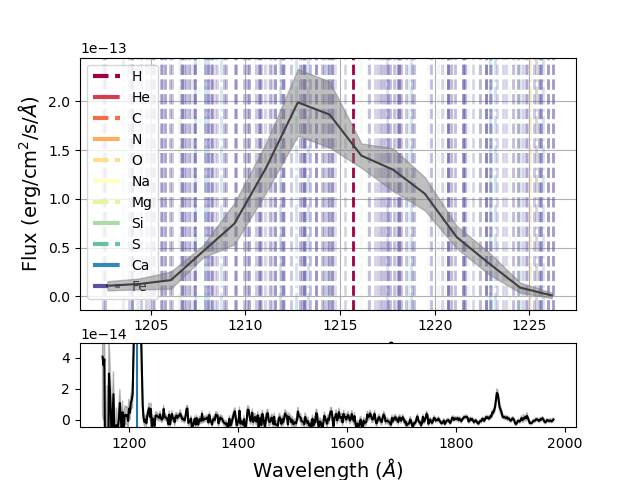 1e−13
Flux (erg/cm²/s/Å)
2.0
1.5
1.0
0.5
0.0
H
He
C
N
O
Na
Mg
Si
S
Ca
Fe
1205 1210 1215 1220 1225
1e−14
4
2
0
1200 1400 1600 1800 2000
Wavelength (Å)